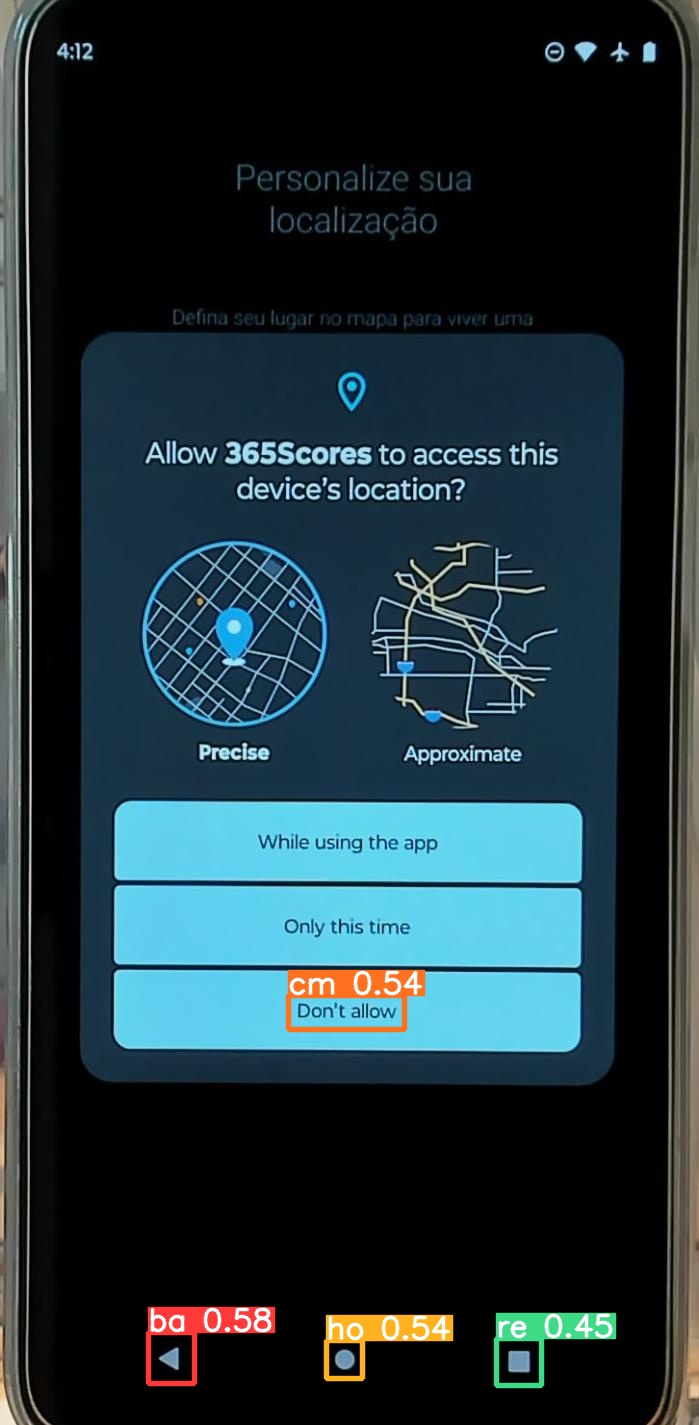 4:12
Personalize sua
localização
Defina seu lugar no mapa para viver uma
Allow 365Scores to access this
device's location?
Precise
Approximate
While using the app
Only this time
cm 0.54
Don't allow
ba 0.58
ho 0.54
re 0.45